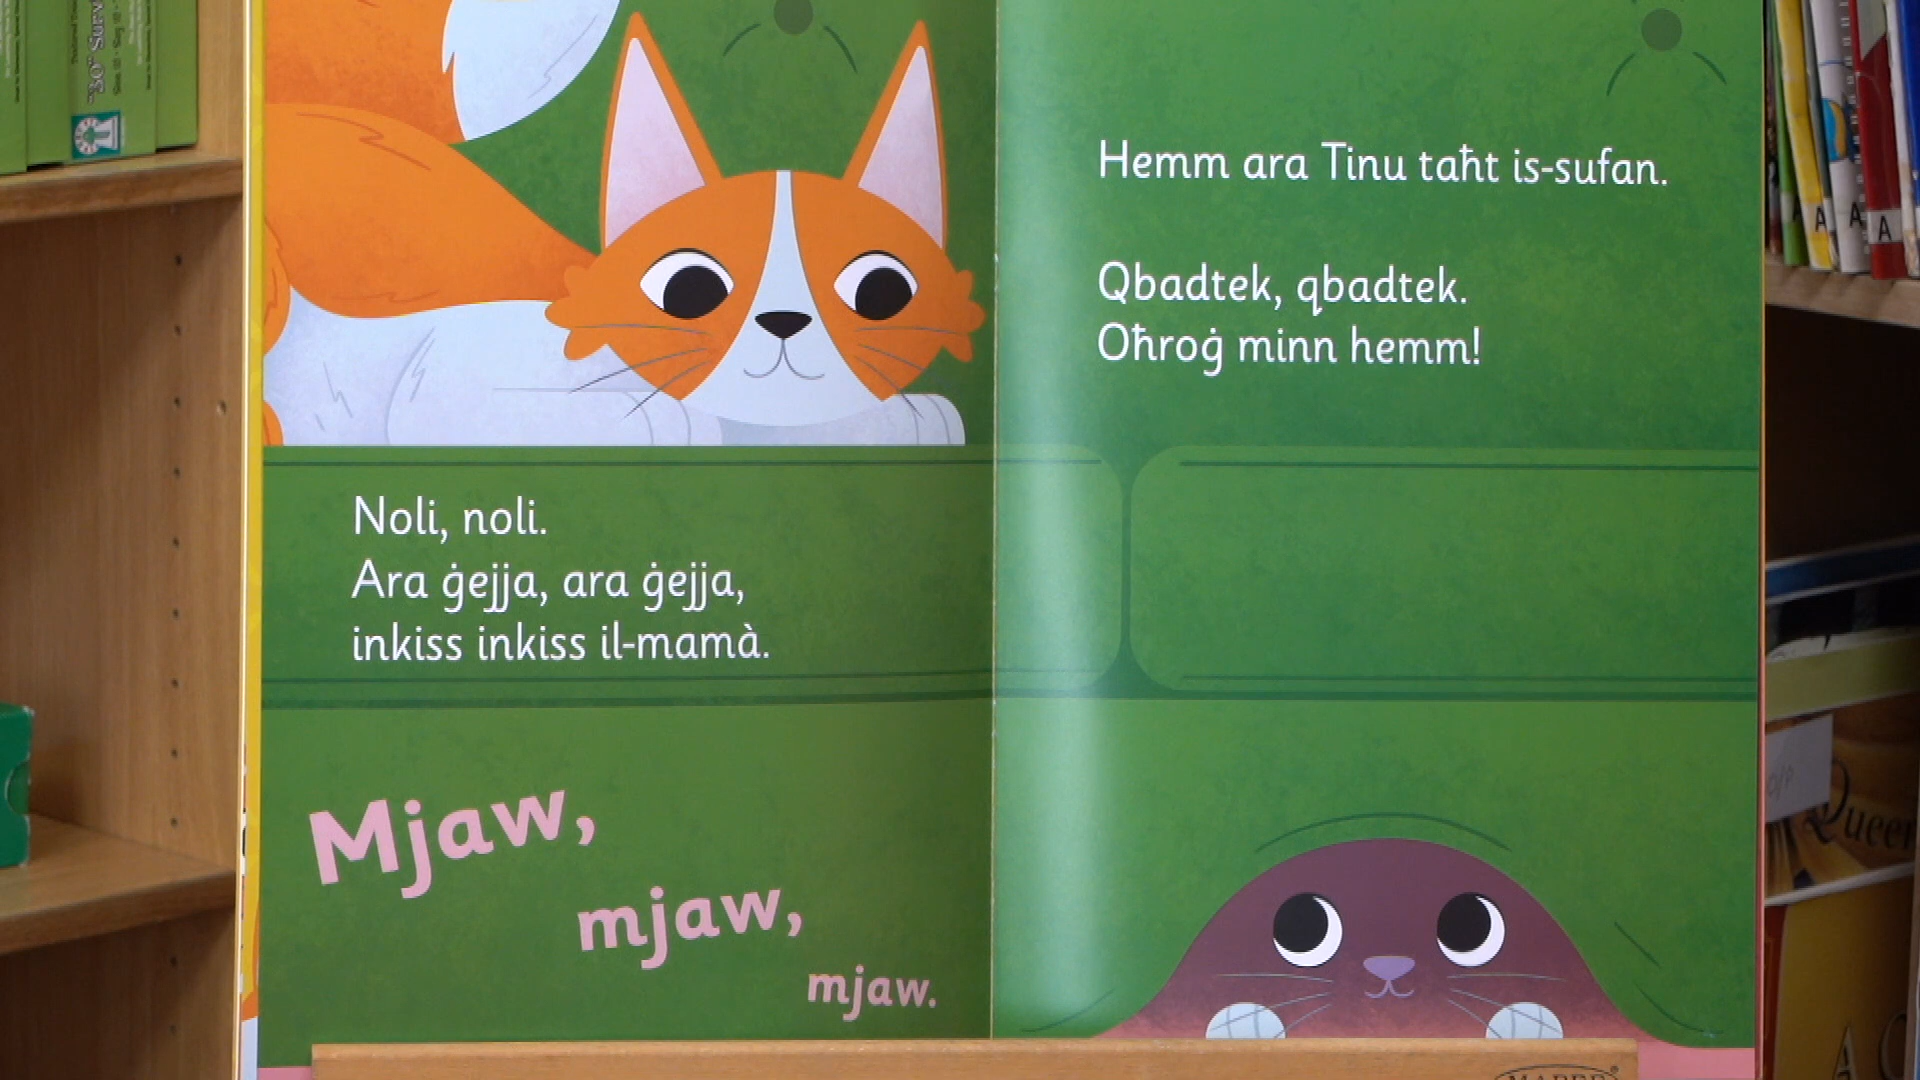 Noli, noli.
Ara ġejja, ara ġejja,
inkiss inkiss il-mamà.
Mjaw,
mjaw,
mjaw.
Hemm ara Tinu taħt is-sufan.
Qbadtek, qbadtek.
Oħroġ minn hemm!
A
A
A
A